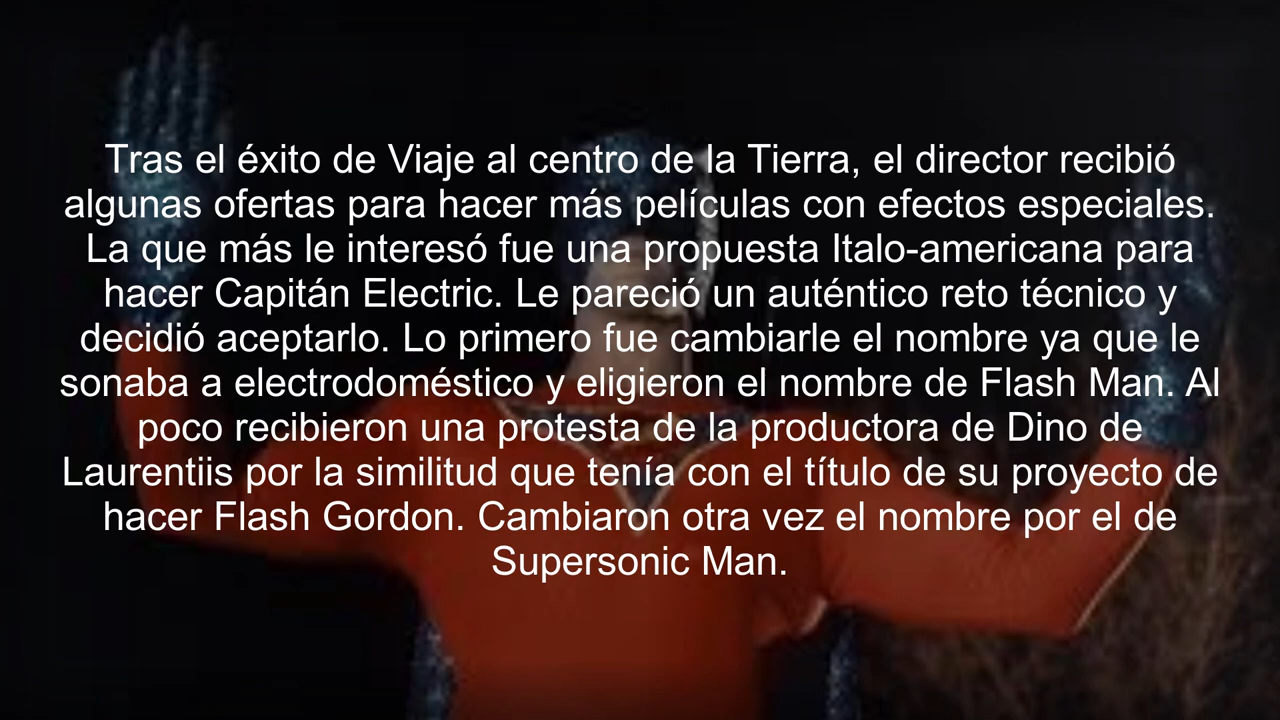 Tras el éxito de Viaje al centro de la Tierra, el director recibió
algunas ofertas para hacer más películas con efectos especiales.
La que más le interesó fue una propuesta Italo-americana para
hacer Capitán Electric. Le pareció un auténtico reto técnico y
decidió aceptarlo. Lo primero fue cambiarle el nombre ya que le
sonaba a electrodoméstico y eligieron el nombre de Flash Man. Al
poco recibieron una protesta de la productora de Dino de
Laurentiis por la similitud que tenía con el título de su proyecto de
hacer Flash Gordon. Cambiaron otra vez el nombre por el de
Supersonic Man.